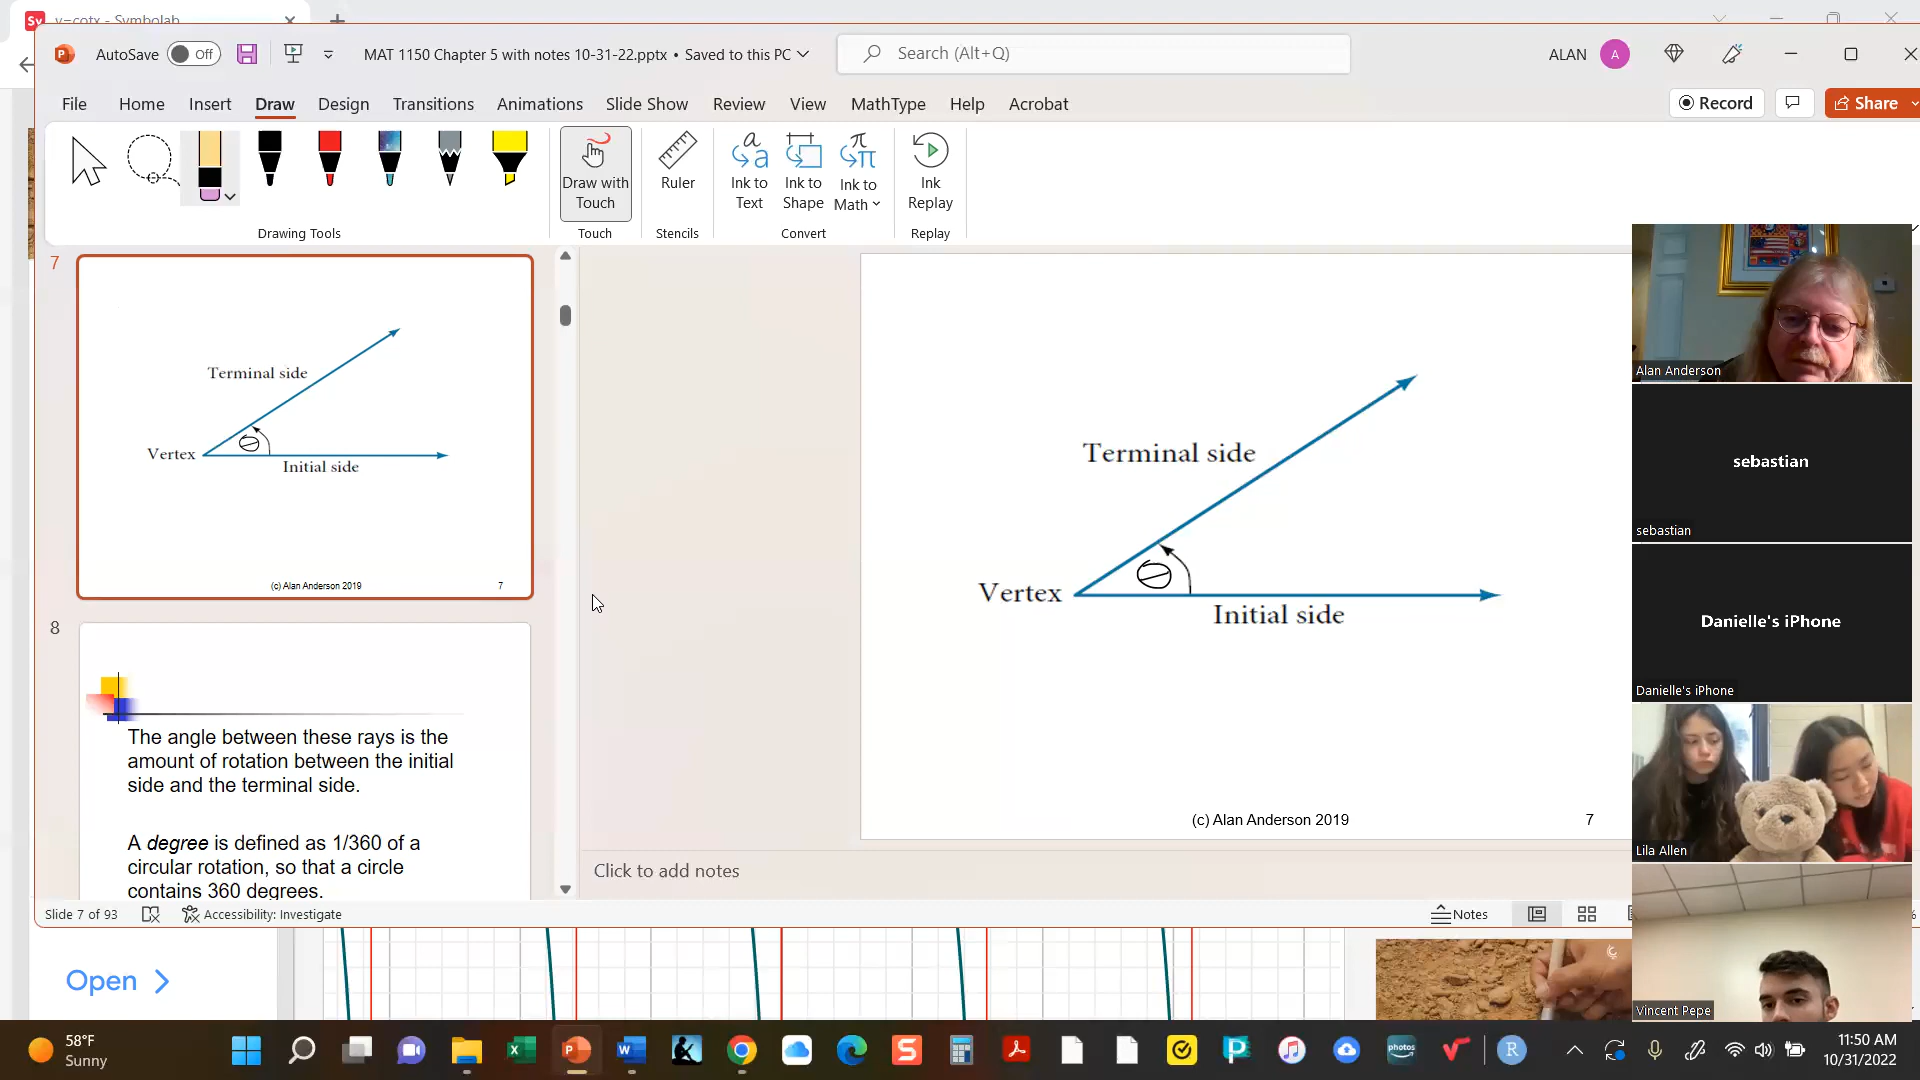 y=cotx - Symbolab
AutoSave Off MAT 1150 Chapter 5 with notes 10-31-22.pptx • Saved to this PC Search (Alt+Q) ALAN A
File Home Insert Draw Design Transitions Animations Slide Show Review View MathType Help Acrobat Record Share
Draw with Touch
Ruler
Ink to Text
Ink to Shape
Ink to Math
Ink Replay
Drawing Tools Touch Stencils Convert Replay
7
Terminal side
θ
Vertex
Initial side
(c) Alan Anderson 2019 7
8
The angle between these rays is the
amount of rotation between the initial
side and the terminal side.
A degree is defined as 1/360 of a
circular rotation, so that a circle
contains 360 degrees.
Terminal side
θ
Vertex
Initial side
(c) Alan Anderson 2019 7
Click to add notes
Slide 7 of 93 Accessibility: Investigate Notes
Alan Anderson
sebastian
sebastian
Danielle's iPhone
Danielle's iPhone
Lila Allen
Vincent Pepe
Open
58°F
Sunny
photos
11:50 AM
10/31/2022